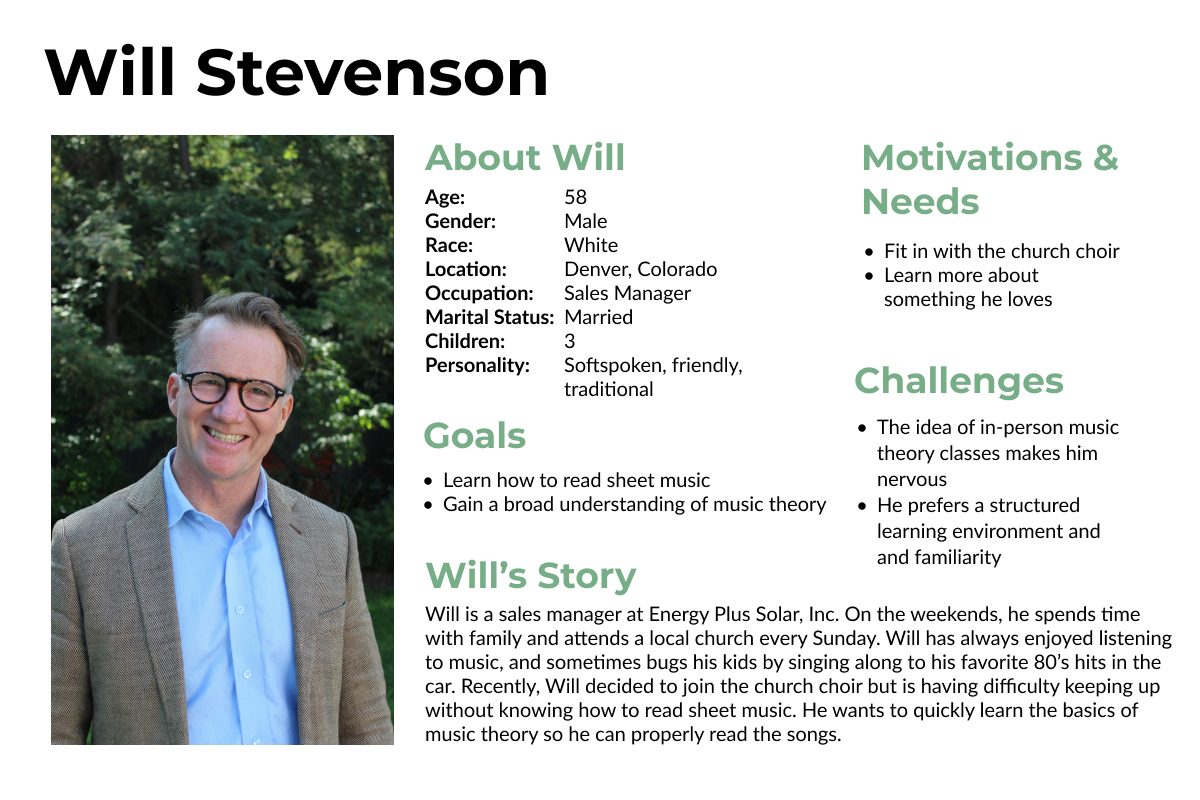 Will Stevenson
About Will
Age: 58
Gender: Male
Race: White
Location: Denver, Colorado
Occupation: Sales Manager
Marital Status: Married
Children: 3
Personality: Softspoken, friendly,
traditional
Goals
• Learn how to read sheet music
• Gain a broad understanding of music theory
Motivations &
Needs
• Fit in with the church choir
• Learn more about
something he loves
Challenges
• The idea of in-person music
theory classes makes him
nervous
• He prefers a structured
learning environment and
and familiarity
Will’s Story
Will is a sales manager at Energy Plus Solar, Inc. On the weekends, he spends time
with family and attends a local church every Sunday. Will has always enjoyed listening
to music, and sometimes bugs his kids by singing along to his favorite 80’s hits in the
car. Recently, Will decided to join the church choir but is having difficulty keeping up
without knowing how to read sheet music. He wants to quickly learn the basics of
music theory so he can properly read the songs.